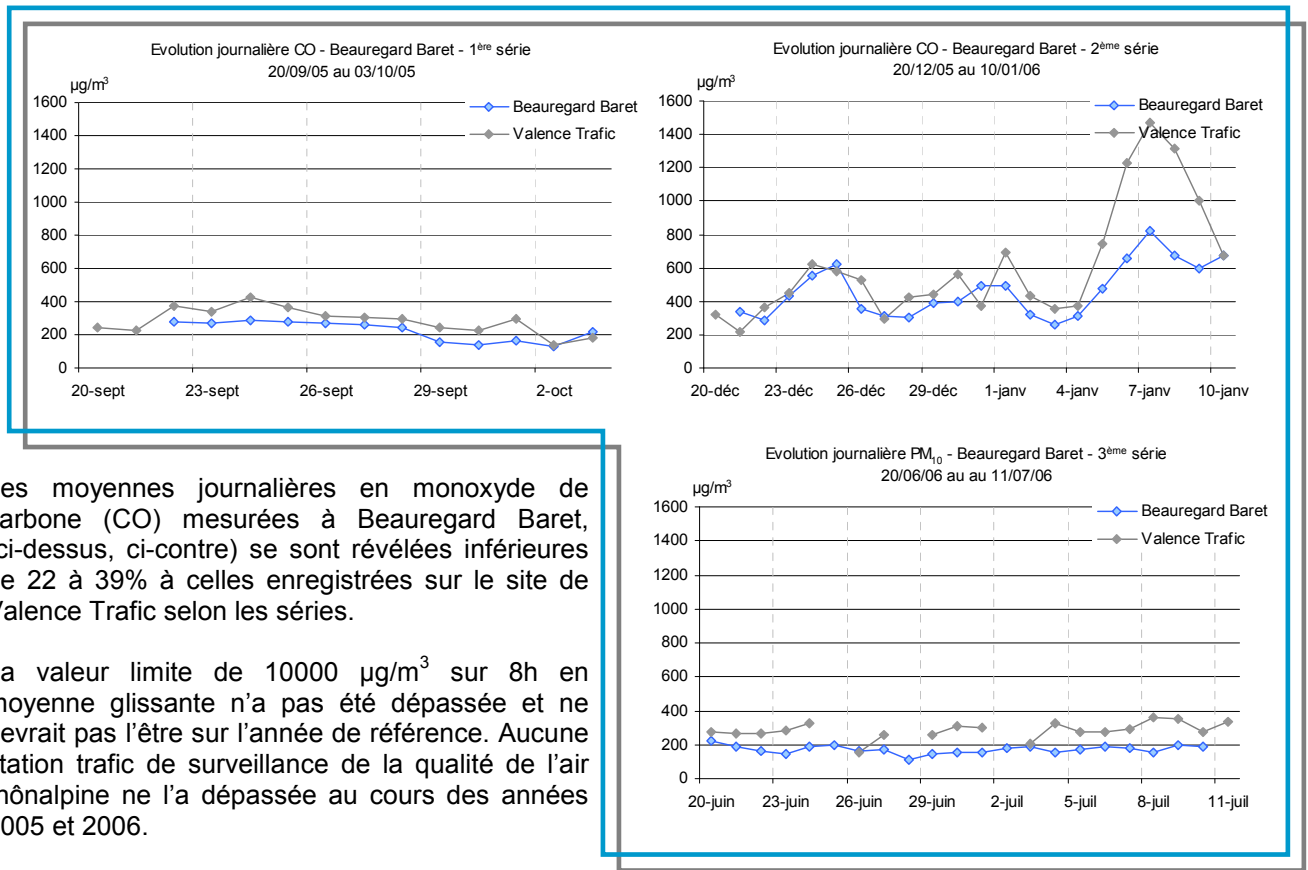 Evolution journalière CO - Beauregard Baret - 1ère série
20/09/05 au 03/10/05
µg/m³
1600
1400
1200
1000
800
600
400
200
0
20-sept 23-sept 26-sept 29-sept 2-oct
Beauregard Baret
Valence Trafic
Evolution journalière CO - Beauregard Baret - 2ème série
20/12/05 au 10/01/06
µg/m³
1600
1400
1200
1000
800
600
400
200
0
20-déc 23-déc 26-déc 29-déc 1-janv 4-janv 7-janv 10-janv
Beauregard Baret
Valence Trafic
es moyennes journalières en monoxyde de
arbone (CO) mesurées à Beauregard Baret,
ci-dessus, ci-contre) se sont révélées inférieures
e 22 à 39% à celles enregistrées sur le site de
Valence Trafic selon les séries.
a valeur limite de 10000 µg/m³ sur 8h en
moyenne glissante n’a pas été dépassée et ne
evrait pas l’être sur l’année de référence. Aucune
tation trafic de surveillance de la qualité de l’air
hônalpine ne l’a dépassée au cours des années
005 et 2006.
Evolution journalière PM₁₀ - Beauregard Baret - 3ème série
20/06/06 au au 11/07/06
µg/m³
1600
1400
1200
1000
800
600
400
200
0
20-juin 23-juin 26-juin 29-juin 2-juil 5-juil 8-juil 11-juil
Beauregard Baret
Valence Trafic